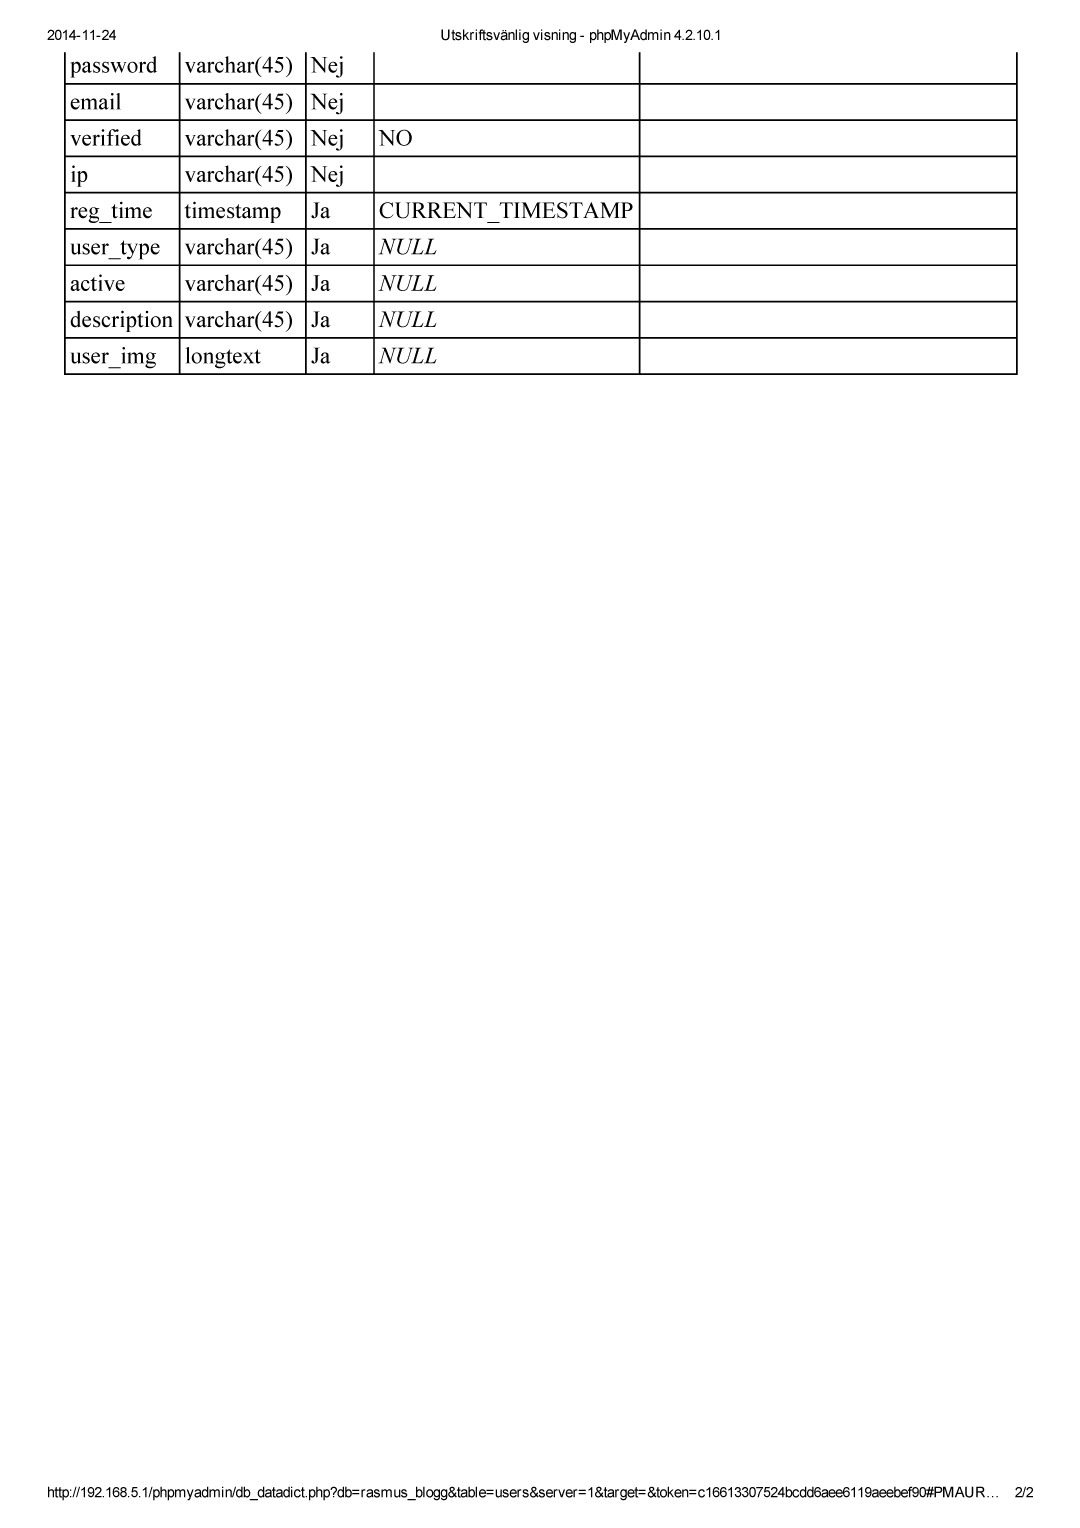 2014-11-24 Utskriftsvänlig visning - phpMyAdmin 4.2.10.1
password varchar(45) Nej
email varchar(45) Nej
verified varchar(45) Nej NO
ip varchar(45) Nej
reg_time timestamp Ja CURRENT_TIMESTAMP
user_type varchar(45) Ja NULL
active varchar(45) Ja NULL
description varchar(45) Ja NULL
user_img longtext Ja NULL
http://192.168.5.1/phpmyadmin/db_datadict.php?db=rasmus_blogg&table=users&server=1&target=&token=c16613307524bcdd6aee6119aeebef90#PMAUR… 2/2